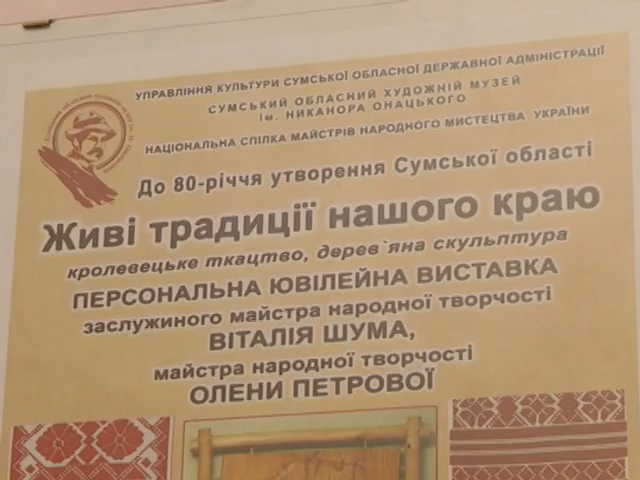 УПРАВЛІННЯ КУЛЬТУРИ СУМСЬКОЇ ОБЛАСНОЇ ДЕРЖАВНОЇ АДМІНІСТРАЦІЇ
СУМСЬКИЙ ОБЛАСНИЙ ХУДОЖНІЙ МУЗЕЙ
ім. НИКАНОРА ОНАЦЬКОГО
НАЦІОНАЛЬНА СПІЛКА МАЙСТРІВ НАРОДНОГО МИСТЕЦТВА УКРАЇНИ
До 80-річчя утворення Сумської області
Живі традиції нашого краю
кролевецьке ткацтво, дерев`яна скульптура
ПЕРСОНАЛЬНА ЮВІЛЕЙНА ВИСТАВКА
заслужиного майстра народної творчості
ВІТАЛІЯ ШУМА,
майстра народної творчості
ОЛЕНИ ПЕТРОВОЇ